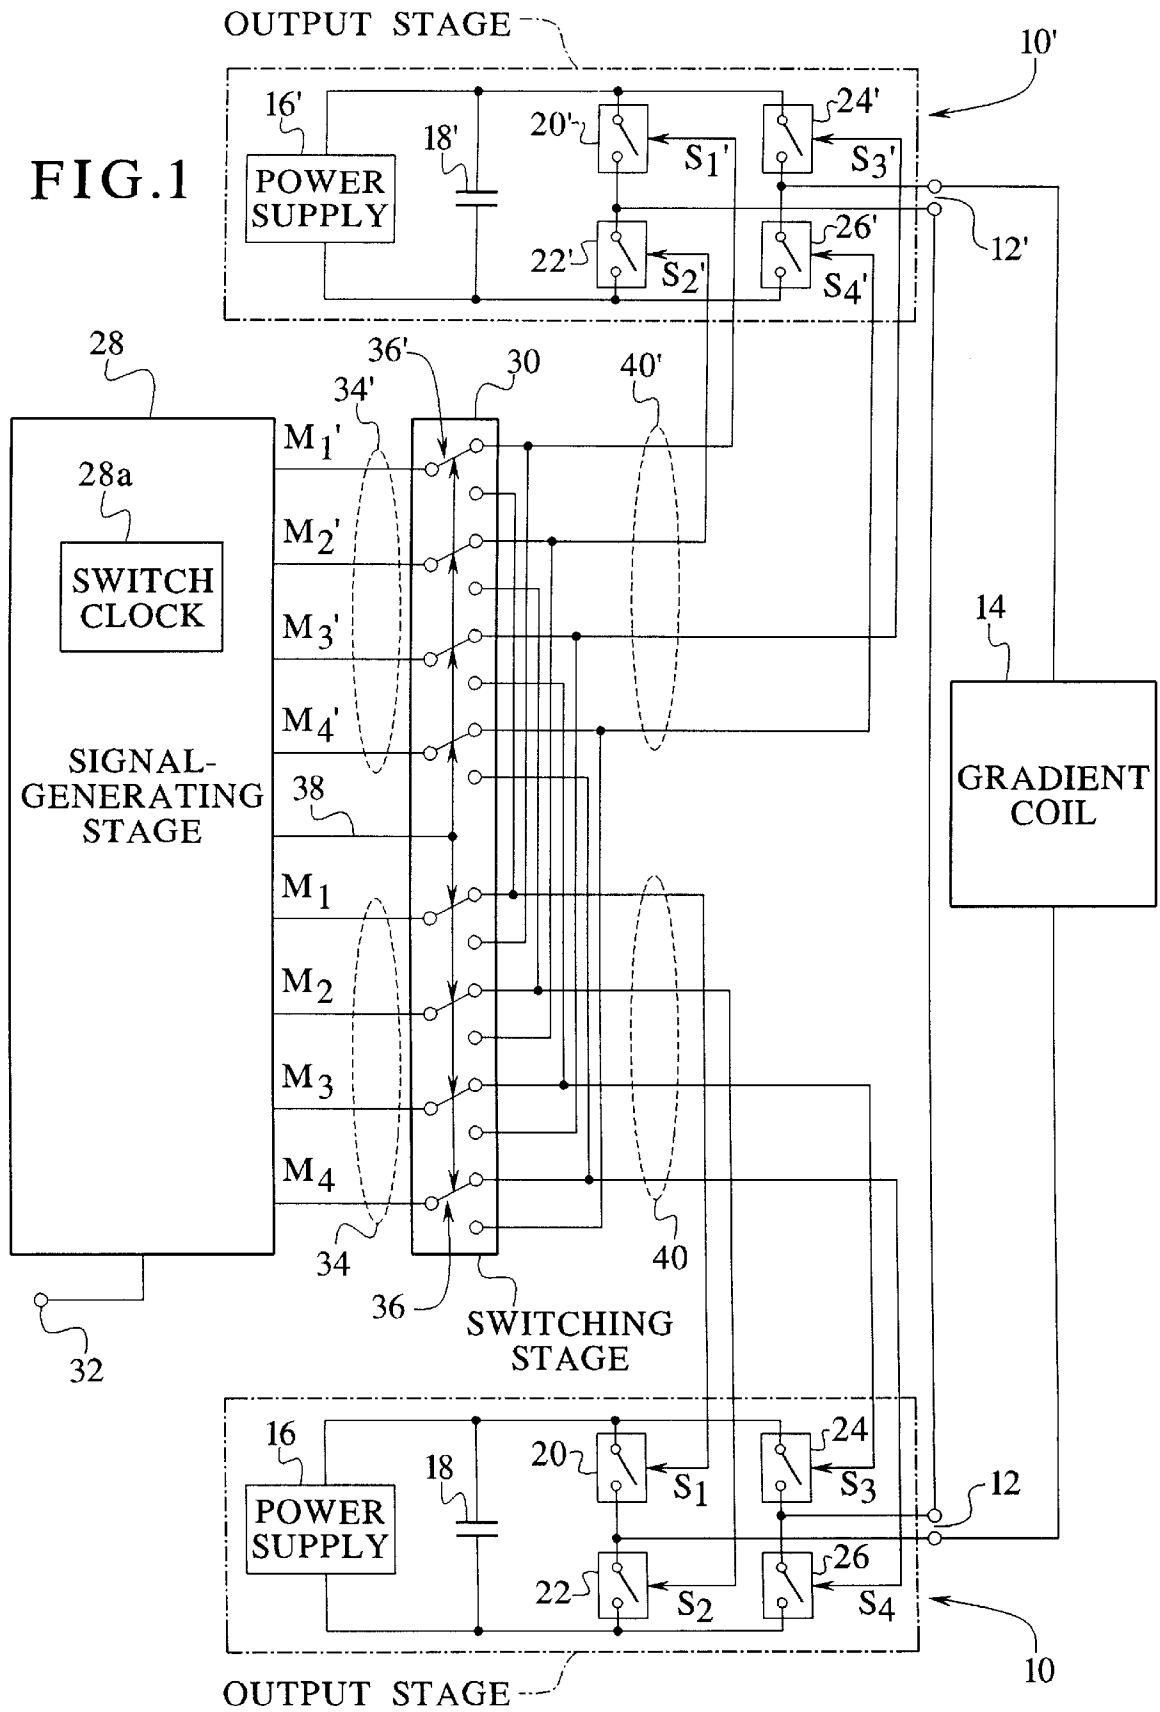 OUTPUT STAGE
10'
FIG.1
16'
POWER
SUPPLY
18'
20'
S1'
24'
S3'
22'
S2'
26'
S4'
12'
28
36'
30
34'
40'
M1'
28a
SWITCH
CLOCK
M2'
M3'
14
M4'
SIGNAL-
GENERATING
STAGE
GRADIENT
COIL
38
M1
M2
M3
M4
34
40
36
SWITCHING
STAGE
32
16
POWER
SUPPLY
18
20
S1
24
S3
12
22
S2
26
S4
10
OUTPUT STAGE